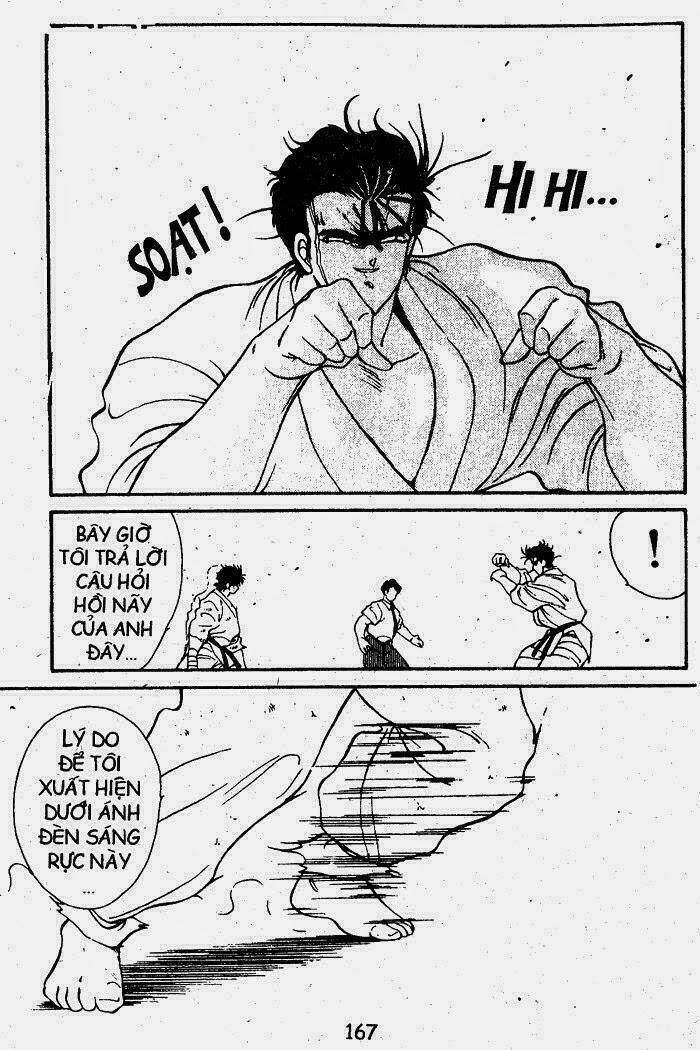 SOẠT!
HI HI...
BÂY GIỜ
TÔI TRẢ LỜI
CÂU HỎI
HỒI NÃY
CỦA ANH
ĐÂY...
!
LÝ DO
ĐỂ TÔI
XUẤT HIỆN
DƯỚI ÁNH
ĐÈN SÁNG
RỰC NÀY
...
167